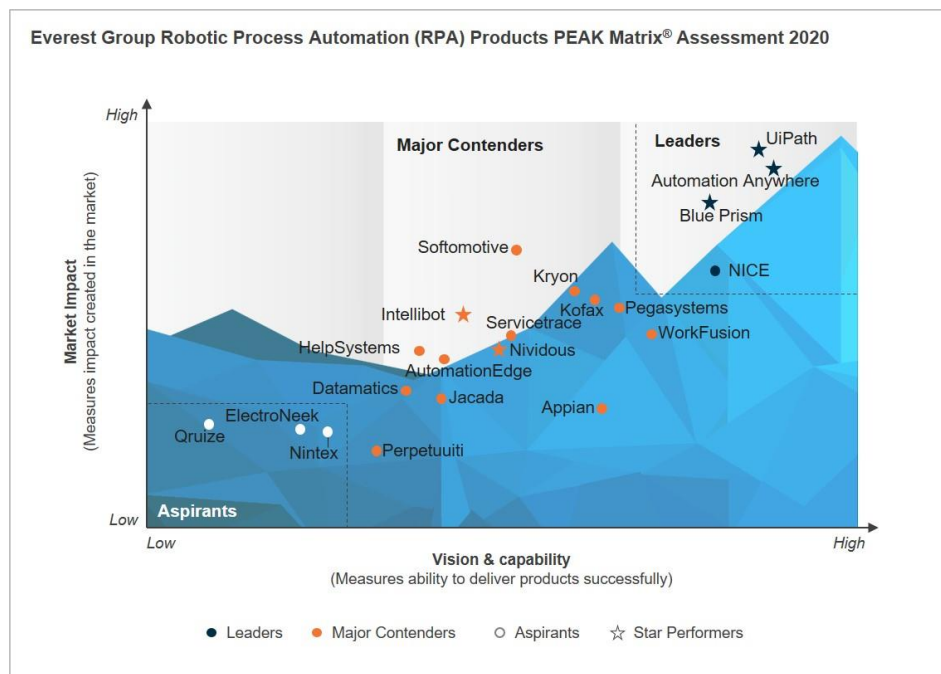 Everest Group Robotic Process Automation (RPA) Products PEAK Matrix® Assessment 2020
High
Major Contenders
Leaders
UiPath
Automation Anywhere
Blue Prism
Softomotive
NICE
Kryon
Kofax
Pegasystems
Intellibot
Servicetrace
WorkFusion
HelpSystems
Nividous
AutomationEdge
Datamatics
Jacada
Appian
ElectroNeek
Qruize
Nintex
Perpetuuiti
Aspirants
Market Impact
(Measures impact created in the market)
Low
Low
High
Vision & capability
(Measures ability to deliver products successfully)
Leaders
Major Contenders
Aspirants
Star Performers